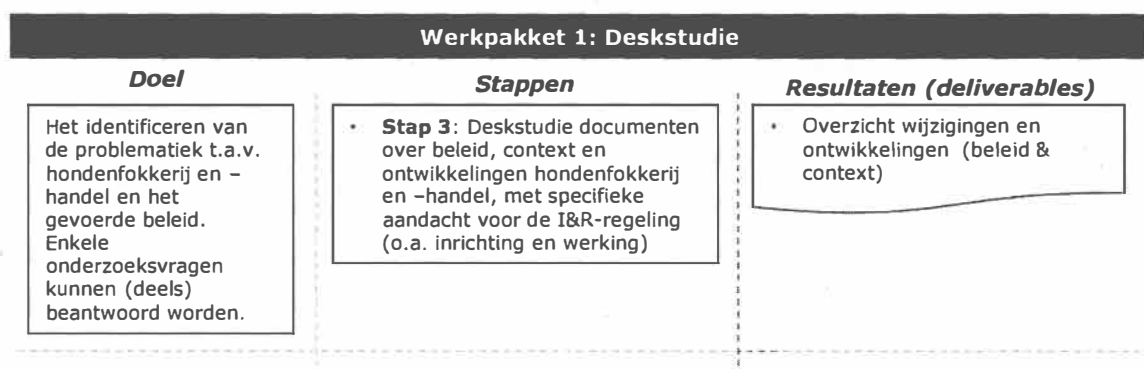 Werkpakket 1: Deskstudie
Doel
Het identificeren van
de problematiek t.a.v.
hondenfokkerij en –
handel en het
gevoerde beleid.
Enkele
onderzoeksvragen
kunnen (deels)
beantwoord worden.
Stappen
• Stap 3: Deskstudie documenten
over beleid, context en
ontwikkelingen hondenfokkerij
en –handel, met specifieke
aandacht voor de I&R-regeling
(o.a. inrichting en werking)
Resultaten (deliverables)
• Overzicht wijzigingen en
ontwikkelingen (beleid &
context)